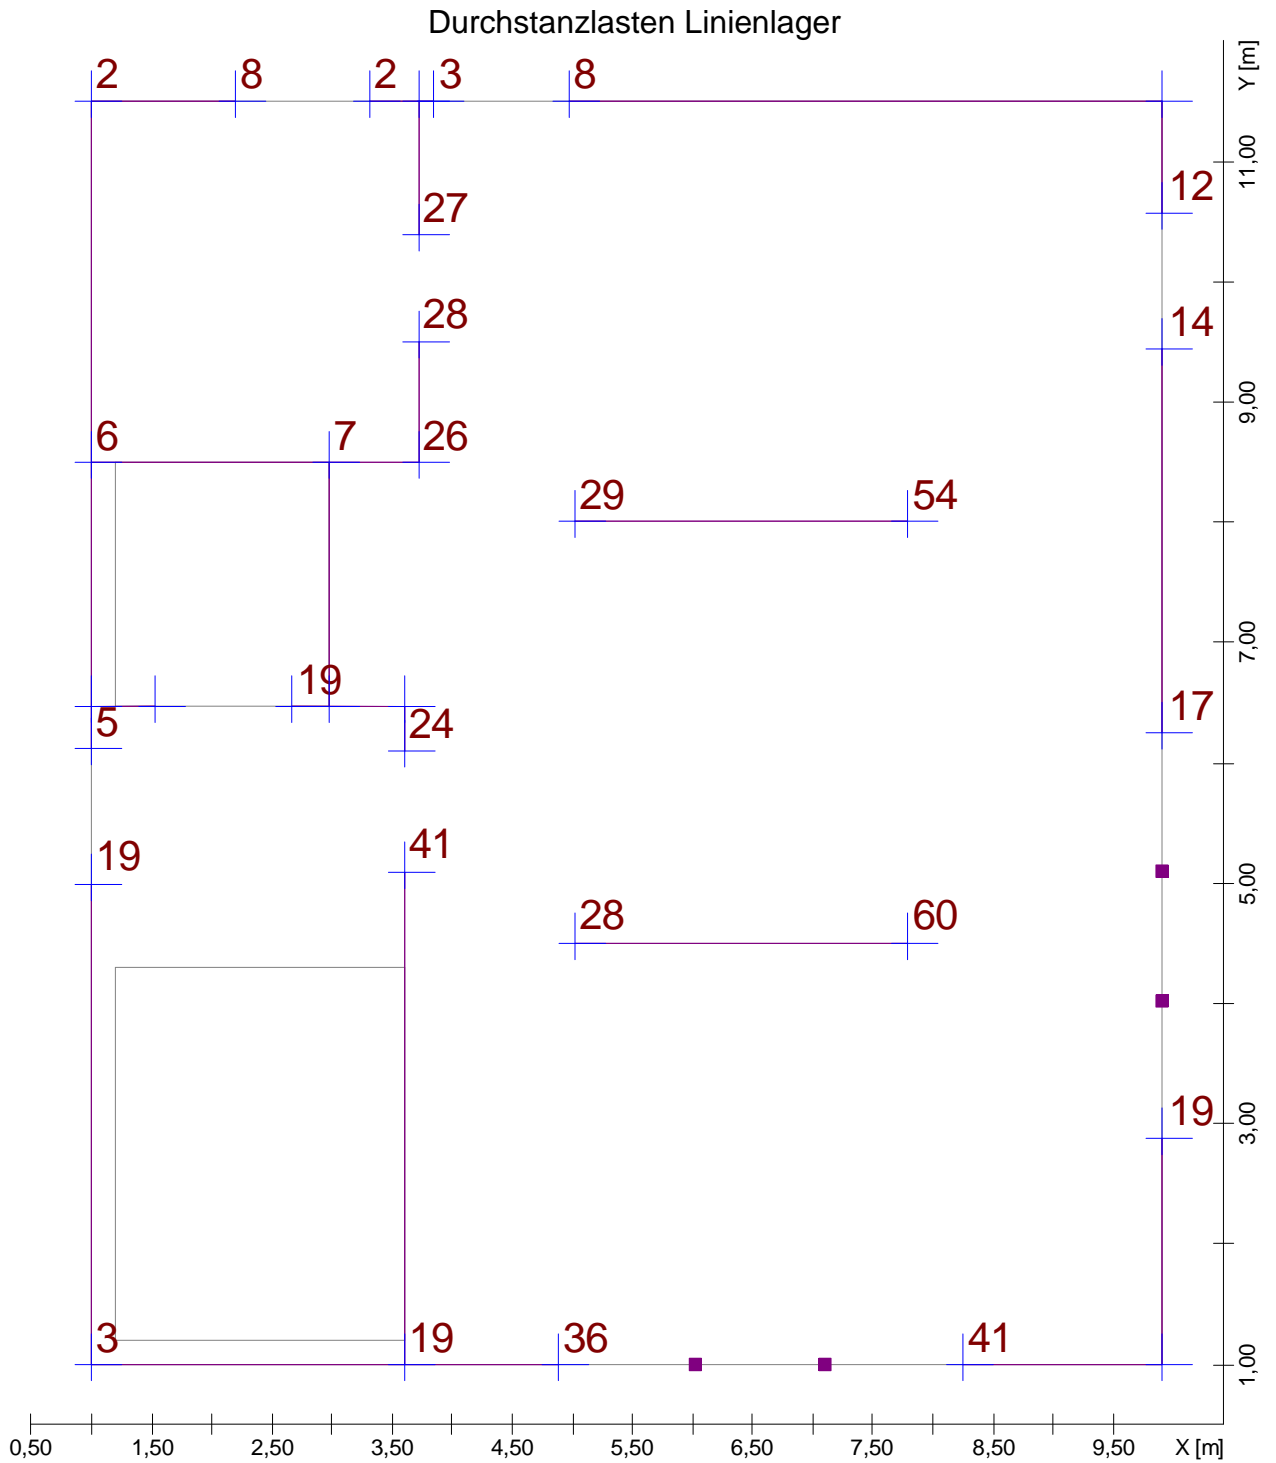 Durchstanzlasten Linienlager
Y [m]
2 8 2 3 8
11,00
12
27
28
14
9,00
6 7 26
29 54
7,00
19
5 24 17
19 41
5,00
28 60
3,00
19
3 19 36 41
1,00
0,50 1,50 2,50 3,50 4,50 5,50 6,50 7,50 8,50 9,50 X [m]